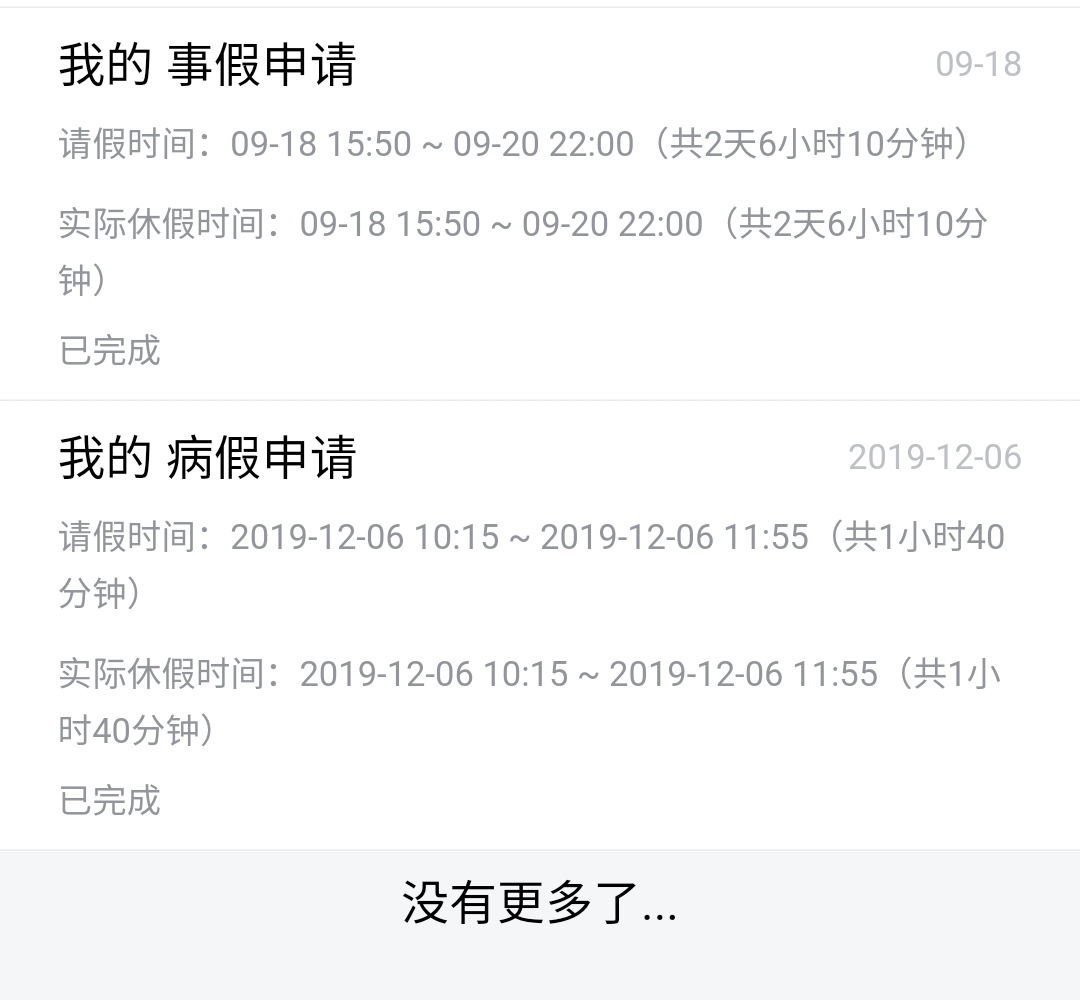 我的 事假申请 09-18
请假时间：09-18 15:50 ~ 09-20 22:00（共2天6小时10分钟）
实际休假时间：09-18 15:50 ~ 09-20 22:00（共2天6小时10分
钟）
已完成
我的 病假申请 2019-12-06
请假时间：2019-12-06 10:15 ~ 2019-12-06 11:55（共1小时40
分钟）
实际休假时间：2019-12-06 10:15 ~ 2019-12-06 11:55（共1小
时40分钟）
已完成
没有更多了...